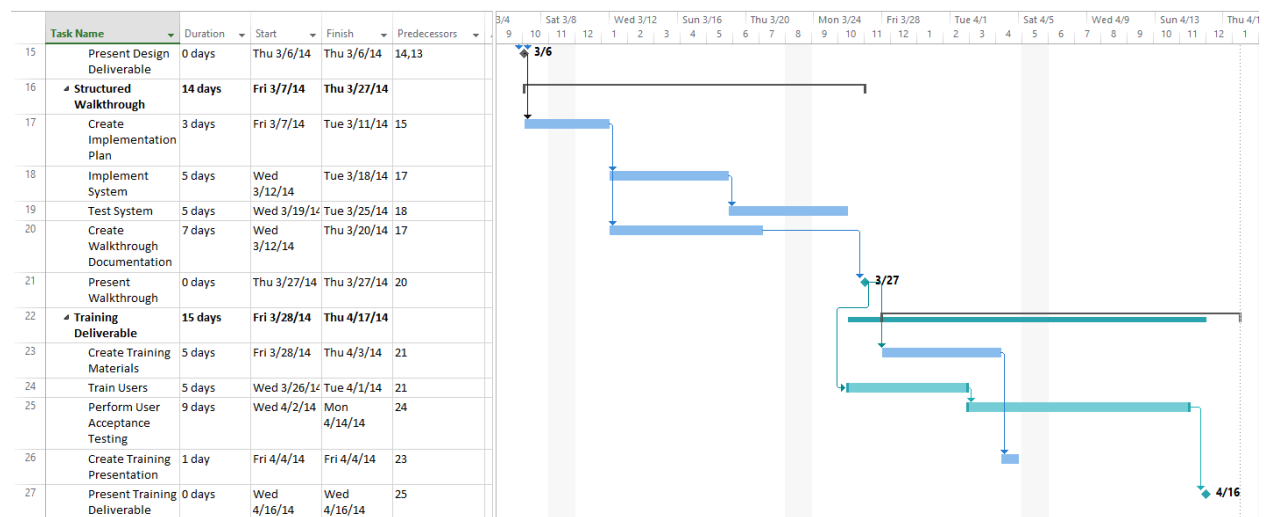 3/4 Sat 3/8 Wed 3/12 Sun 3/16 Thu 3/20 Mon 3/24 Fri 3/28 Tue 4/1 Sat 4/5 Wed 4/9 Sun 4/13 Thu 4/1
Task Name Duration Start Finish Predecessors
9 10 11 12 1 2 3 4 5 6 7 8 9 10 11 12 1 2 3 4 5 6 7 8 9 10 11 12 1
15 Present Design 0 days Thu 3/6/14 Thu 3/6/14 14,13 3/6
Deliverable
16 Structured 14 days Fri 3/7/14 Thu 3/27/14
Walkthrough
17 Create 3 days Fri 3/7/14 Tue 3/11/14 15
Implementation
Plan
18 Implement 5 days Wed Tue 3/18/14 17
System 3/12/14
19 Test System 5 days Wed 3/19/14 Tue 3/25/14 18
20 Create 7 days Wed Thu 3/20/14 17
Walkthrough 3/12/14
Documentation
21 Present 0 days Thu 3/27/14 Thu 3/27/14 20 3/27
Walkthrough
22 Training 15 days Fri 3/28/14 Thu 4/17/14
Deliverable
23 Create Training 5 days Fri 3/28/14 Thu 4/3/14 21
Materials
24 Train Users 5 days Wed 3/26/14 Tue 4/1/14 21
25 Perform User 9 days Wed 4/2/14 Mon 24
Acceptance 4/14/14
Testing
26 Create Training 1 day Fri 4/4/14 Fri 4/4/14 23
Presentation
27 Present Training 0 days Wed Wed 25 4/16
Deliverable 4/16/14 4/16/14